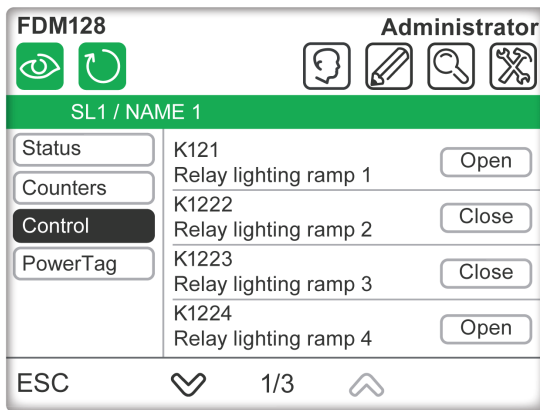 FDM128
Administrator
SL1 / NAME 1
Status
Counters
Control
PowerTag
K121
Relay lighting ramp 1
Open
K1222
Relay lighting ramp 2
Close
K1223
Relay lighting ramp 3
Close
K1224
Relay lighting ramp 4
Open
ESC
1/3